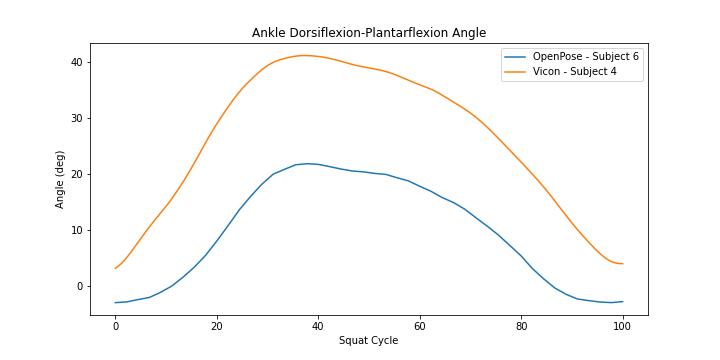 Ankle Dorsiflexion-Plantarflexion Angle
OpenPose - Subject 6
Vicon - Subject 4
40
30
20
10
0
Angle (deg)
0 20 40 60 80 100
Squat Cycle